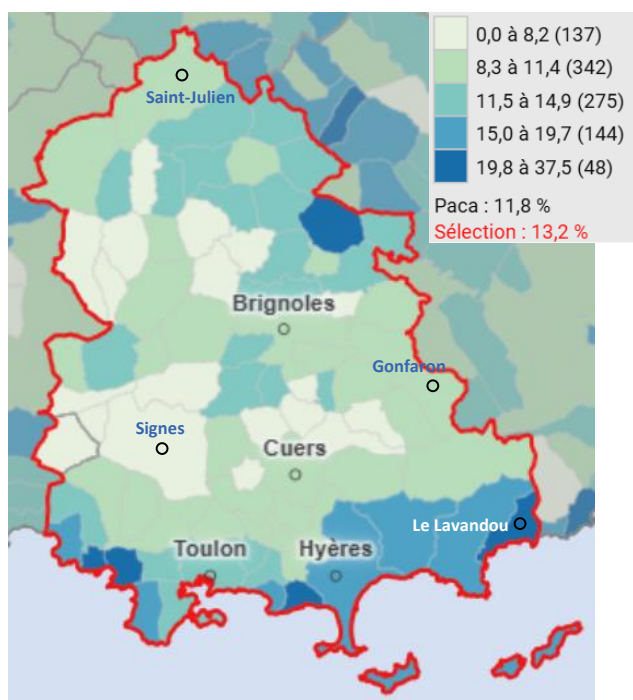 0,0 à 8,2 (137)
8,3 à 11,4 (342)
11,5 à 14,9 (275)
15,0 à 19,7 (144)
19,8 à 37,5 (48)
Paca : 11,8 %
Sélection : 13,2 %
Saint-Julien
Brignoles
Gonfaron
Signes
Cuers
Le Lavandou
Toulon
Hyères